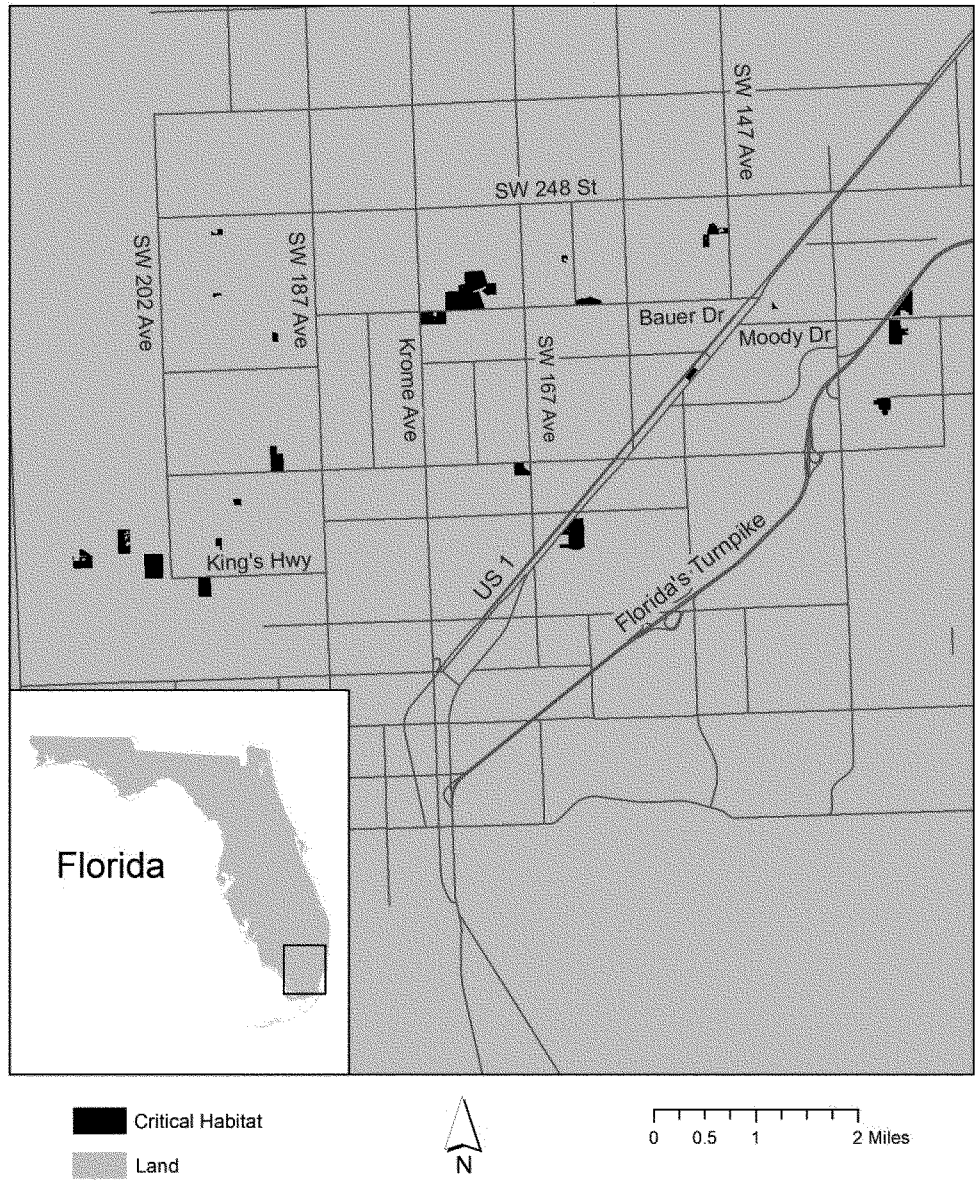 SW 147 Ave
SW 248 St
SW 202 Ave
SW 187 Ave
Bauer Dr
Moody Dr
Krome Ave
SW 167 Ave
King's Hwy
US 1
Florida's Turnpike
Florida
Critical Habitat
Land
N
0 0.5 1 2 Miles